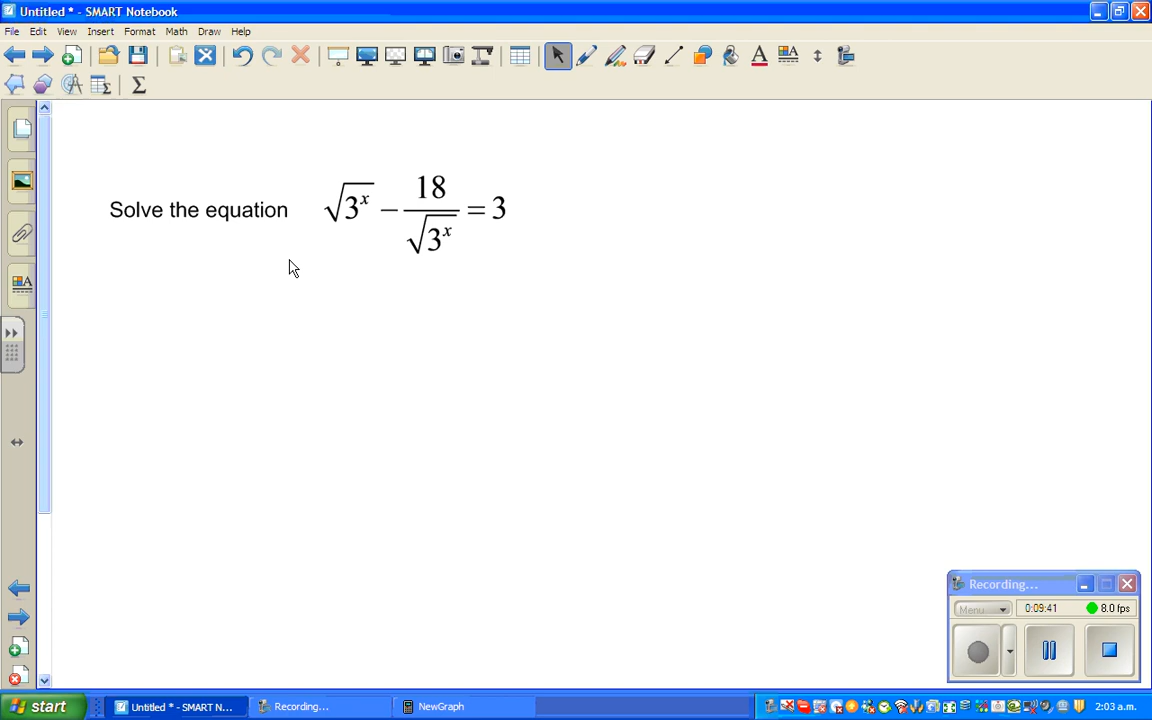 Untitled * - SMART Notebook
File Edit View Insert Format Math Draw Help
Solve the equation √3^x − 18/√3^x = 3
Recording...
Menu 0:09:41 8.0 fps
start Untitled * - SMART N... Recording... NewGraph 2:03 a.m.